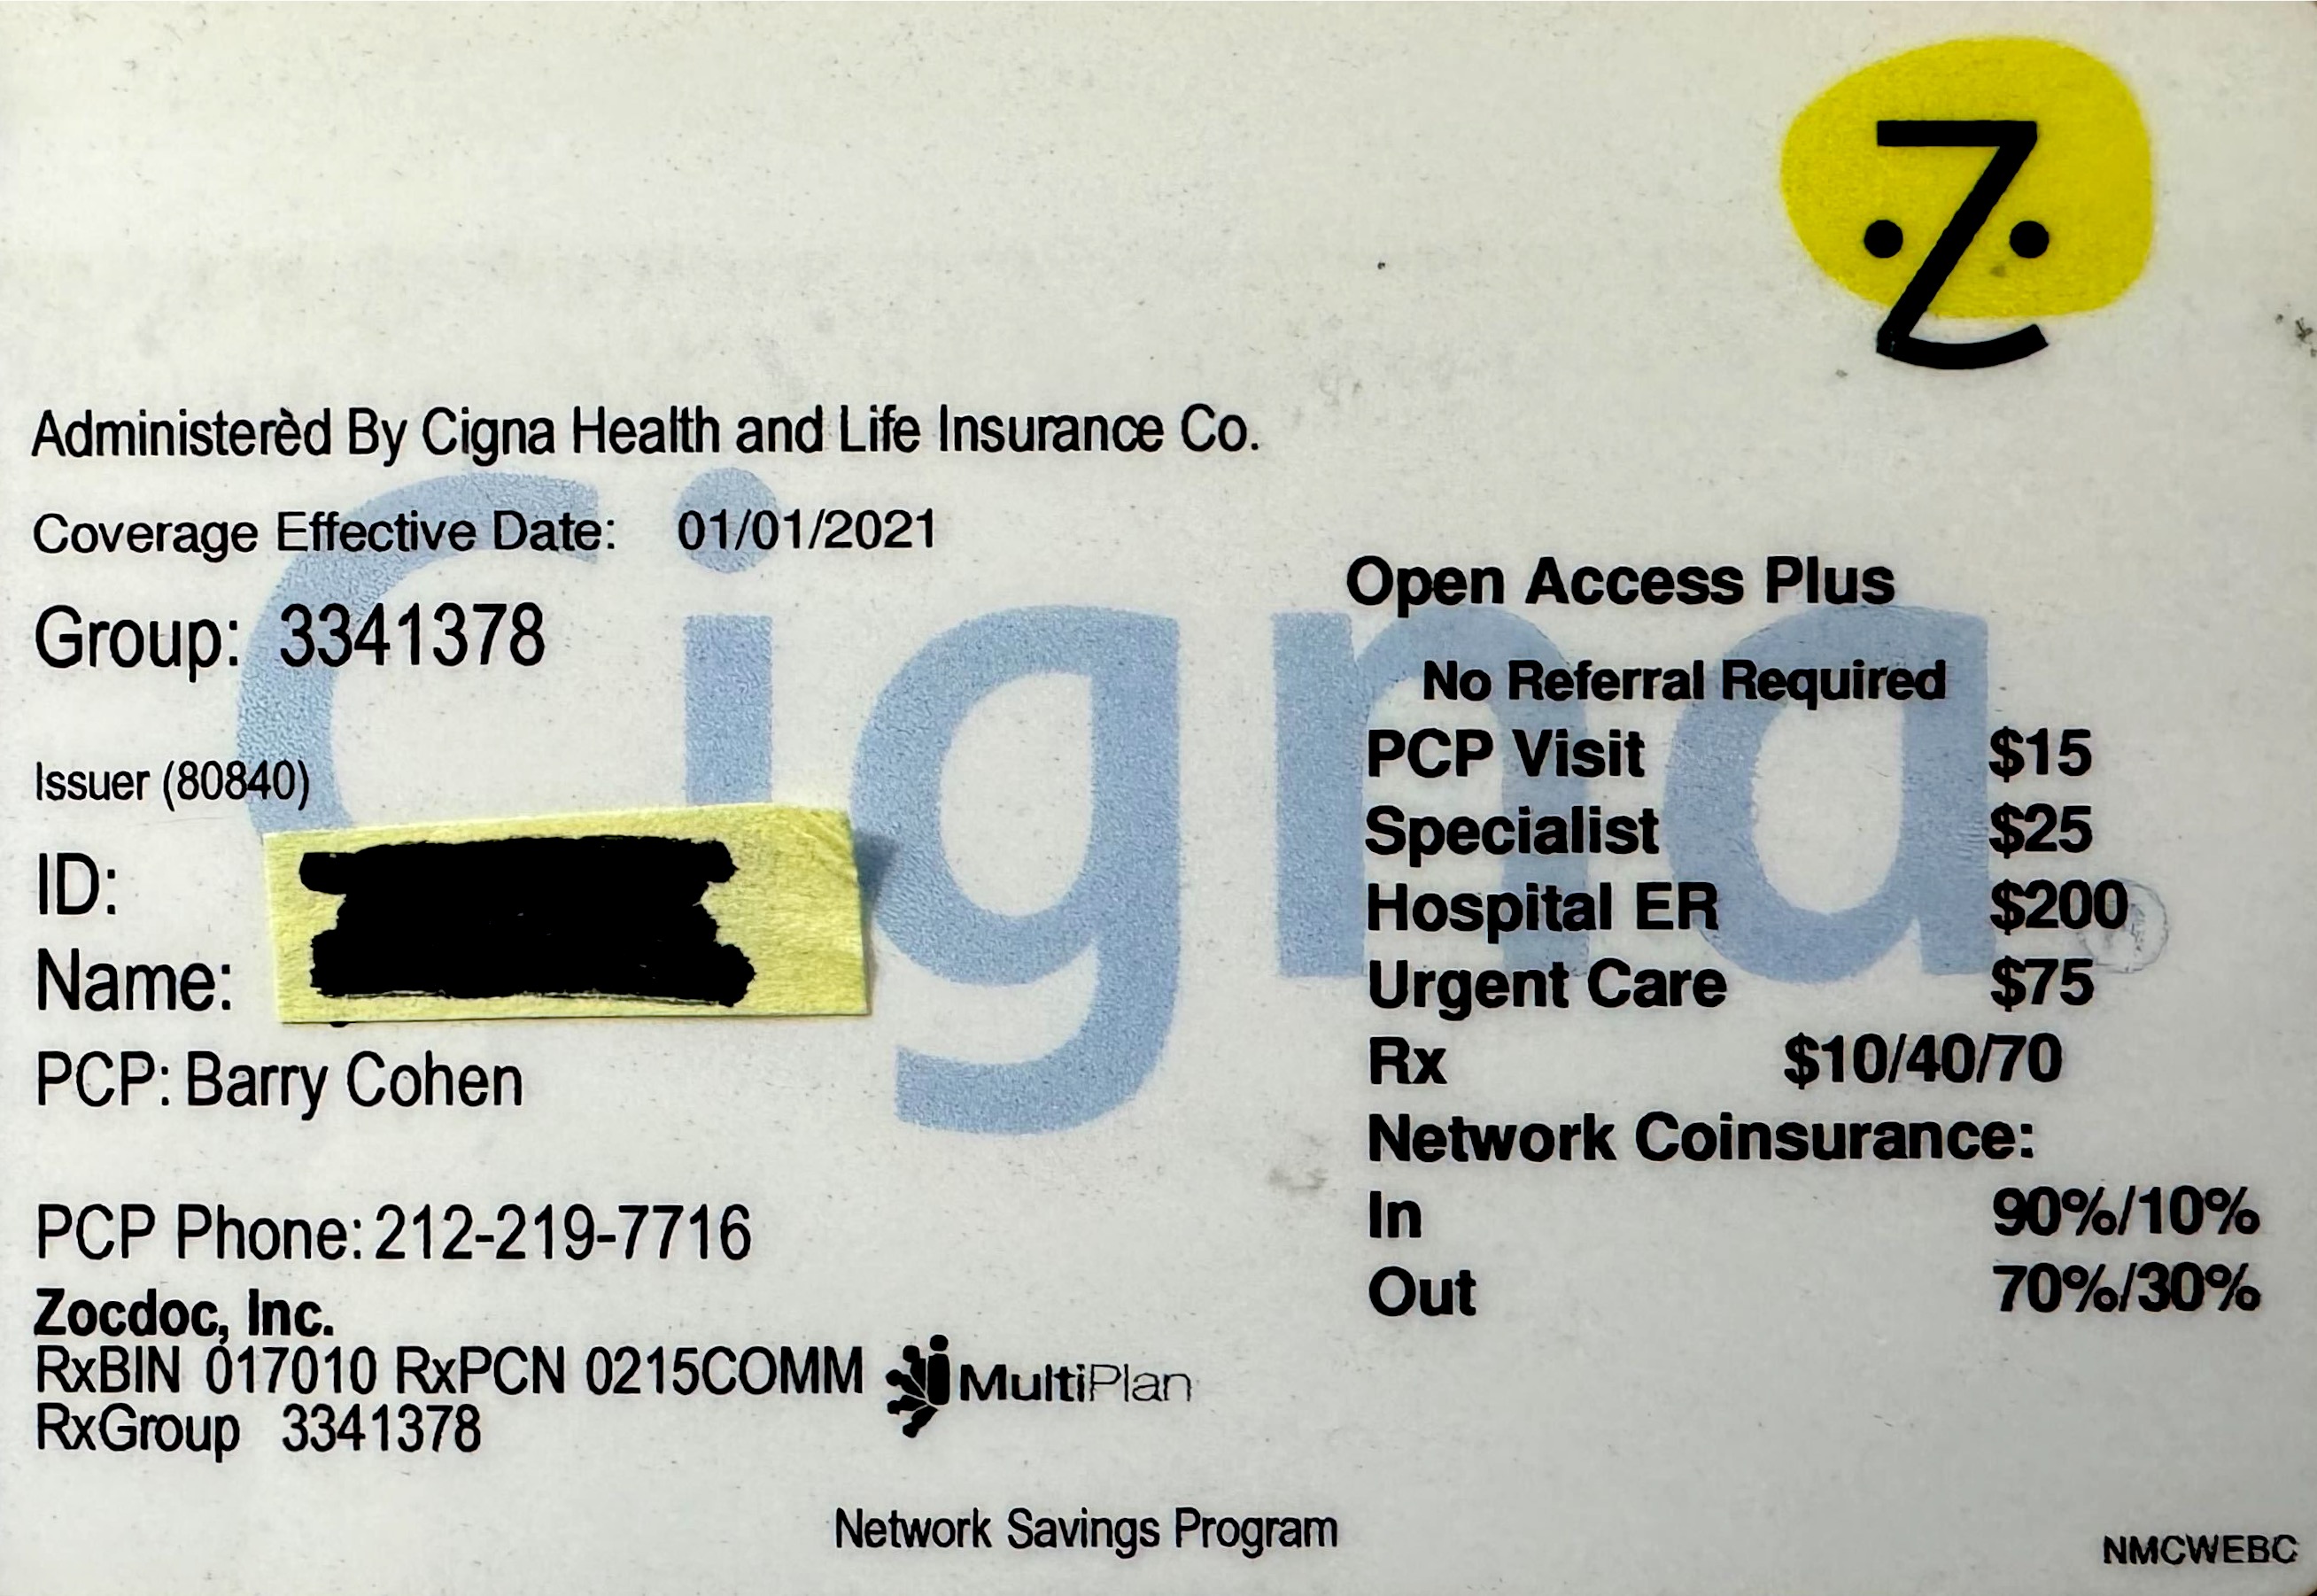 Z
Administerèd By Cigna Health and Life Insurance Co.
Coverage Effective Date: 01/01/2021
Group: 3341378
Issuer (80840)
ID:
Name:
PCP: Barry Cohen
PCP Phone: 212-219-7716
Zocdoc, Inc.
RxBIN 017010 RxPCN 0215COMM MultiPlan
RxGroup 3341378
Cigna
Open Access Plus
No Referral Required
PCP Visit $15
Specialist $25
Hospital ER $200
Urgent Care $75
Rx $10/40/70
Network Coinsurance:
In 90%/10%
Out 70%/30%
Network Savings Program
NMCWEBC